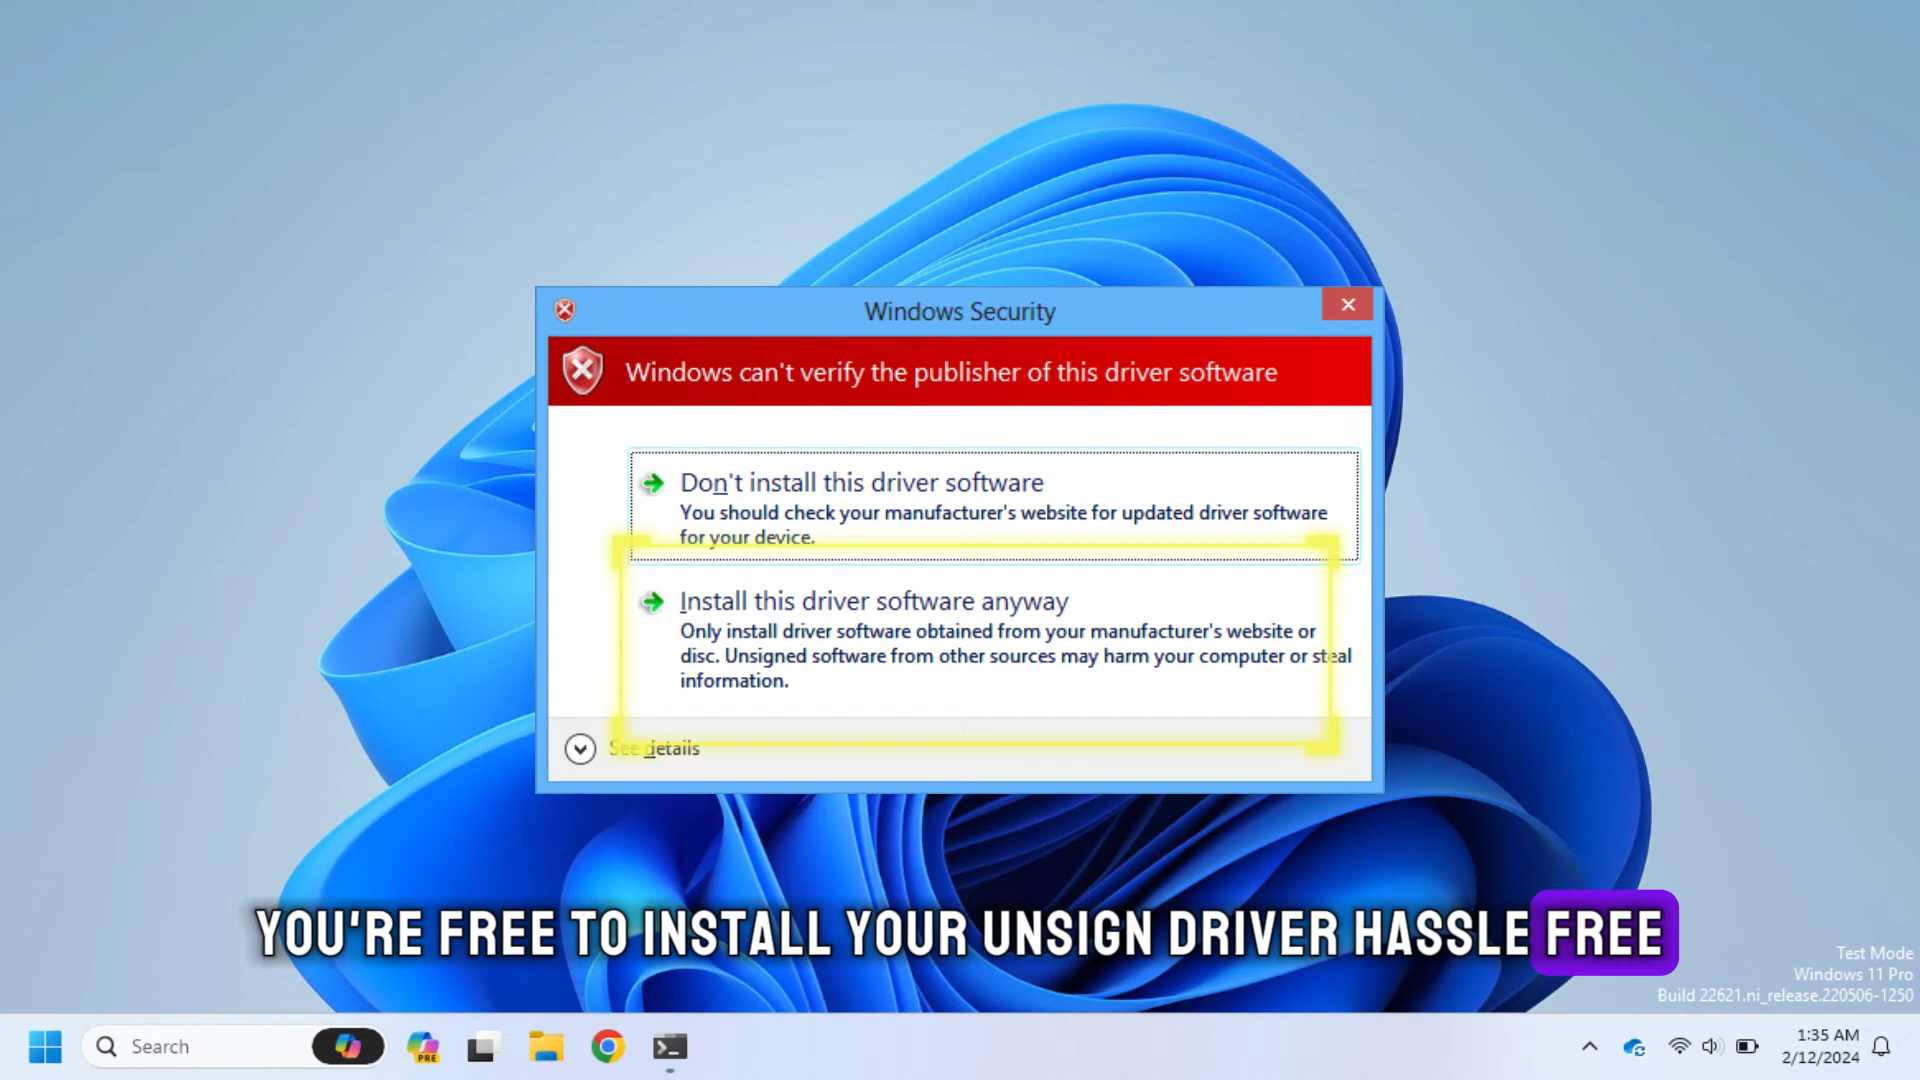 Windows Security
Windows can't verify the publisher of this driver software
Don't install this driver software
You should check your manufacturer's website for updated driver software
for your device.
Install this driver software anyway
Only install driver software obtained from your manufacturer's website or
disc. Unsigned software from other sources may harm your computer or steal
information.
See details
YOU'RE FREE TO INSTALL YOUR UNSIGN DRIVER HASSLE FREE
Test Mode
Windows 11 Pro
Build 22621.ni_release.220506-1250
Search
PRE
1:35 AM
2/12/2024